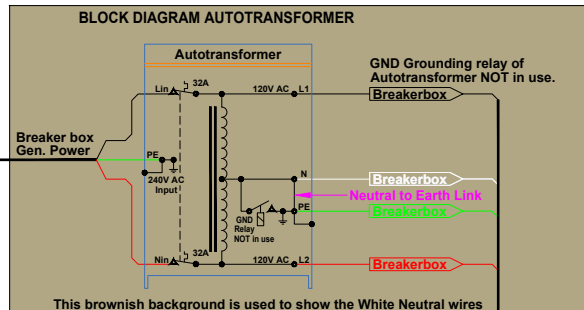 BLOCK DIAGRAM AUTOTRANSFORMER
Autotransformer
GND Grounding relay of
Autotransformer NOT in use.
Lin
32A
120V AC
L1
Breakerbox
Breaker box
Gen. Power
PE
240V AC
Input
N
Breakerbox
Neutral to Earth Link
PE
Breakerbox
GND
Relay
NOT in use
Nin
32A
120V AC
L2
Breakerbox
This brownish background is used to show the White Neutral wires